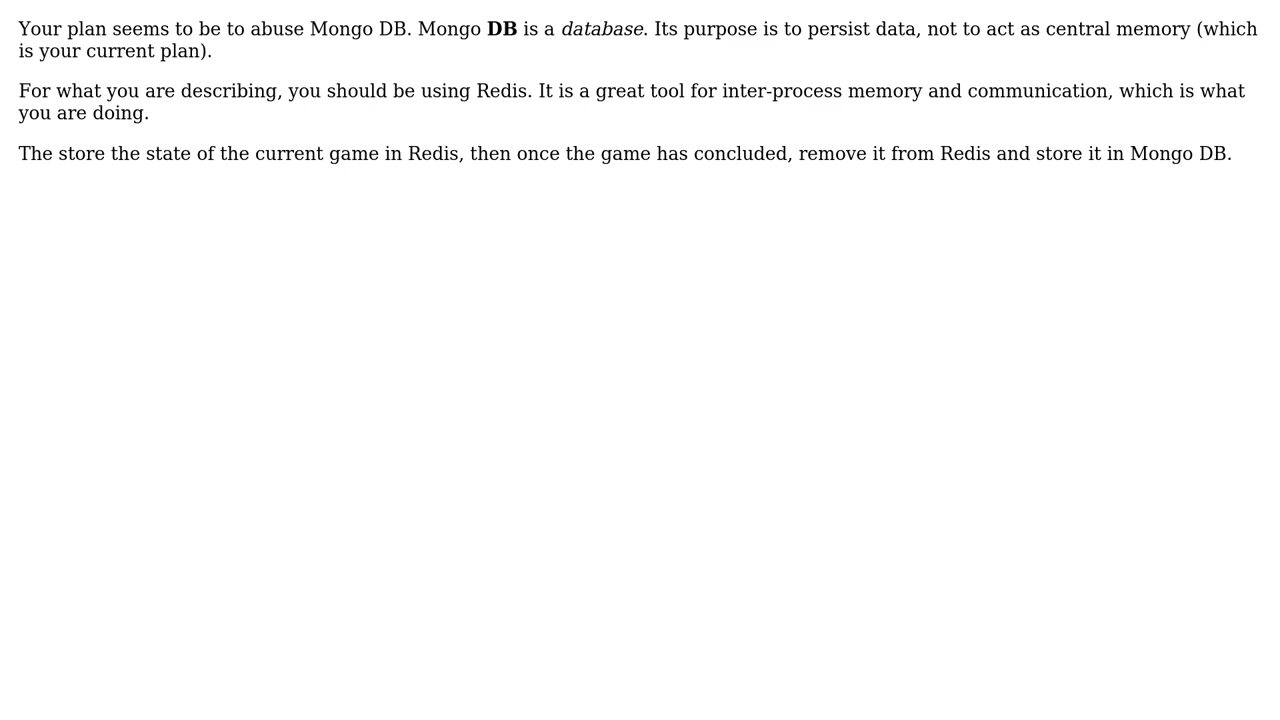 Your plan seems to be to abuse Mongo DB. Mongo DB is a database. Its purpose is to persist data, not to act as central memory (which
is your current plan).
For what you are describing, you should be using Redis. It is a great tool for inter-process memory and communication, which is what
you are doing.
The store the state of the current game in Redis, then once the game has concluded, remove it from Redis and store it in Mongo DB.